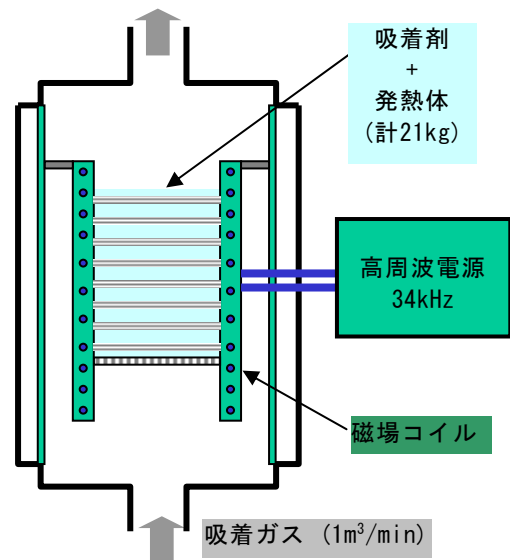 吸着剤
+
発熱体
(計21kg)
高周波電源
34kHz
磁場コイル
吸着ガス (1m³/min)